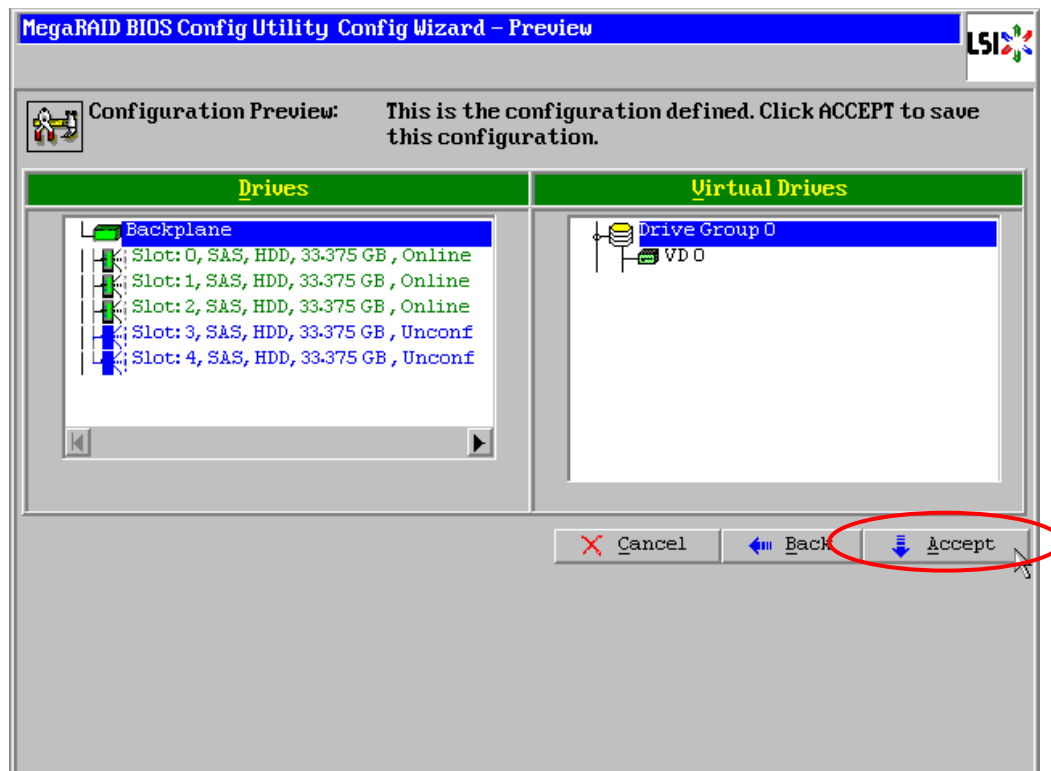 MegaRAID BIOS Config Utility Config Wizard – Preview
LSI
Configuration Preview: This is the configuration defined. Click ACCEPT to save
this configuration.
Drives
Backplane
Slot: 0, SAS, HDD, 33.375 GB , Online
Slot: 1, SAS, HDD, 33.375 GB , Online
Slot: 2, SAS, HDD, 33.375 GB , Online
Slot: 3, SAS, HDD, 33.375 GB , Unconf
Slot: 4, SAS, HDD, 33.375 GB , Unconf
Virtual Drives
Drive Group 0
VD 0
Cancel
Back
Accept